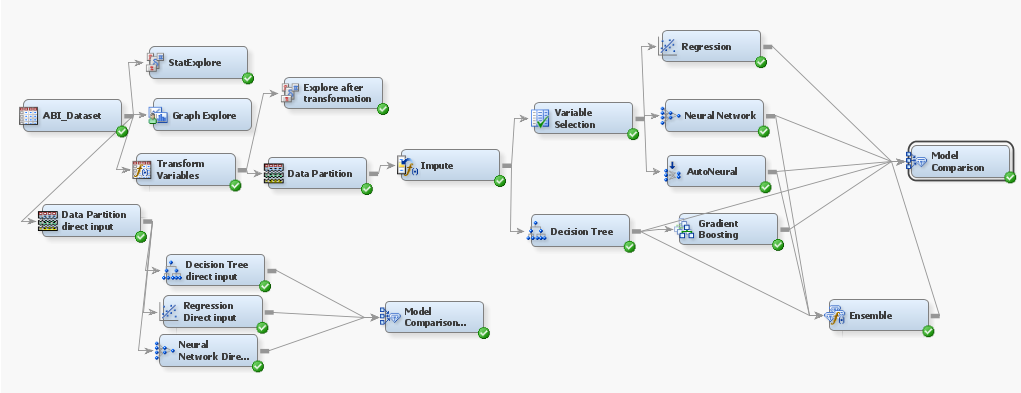 StatExplore
Explore after
transformation
ABI_Dataset
Graph Explore
Transform
Variables
Data Partition
Impute
Variable
Selection
Regression
Neural Network
AutoNeural
Decision Tree
Gradient
Boosting
Model
Comparison
Ensemble
Data Partition
direct input
Decision Tree
direct input
Regression
Direct input
Neural
Network Dire...
Model
Comparison...